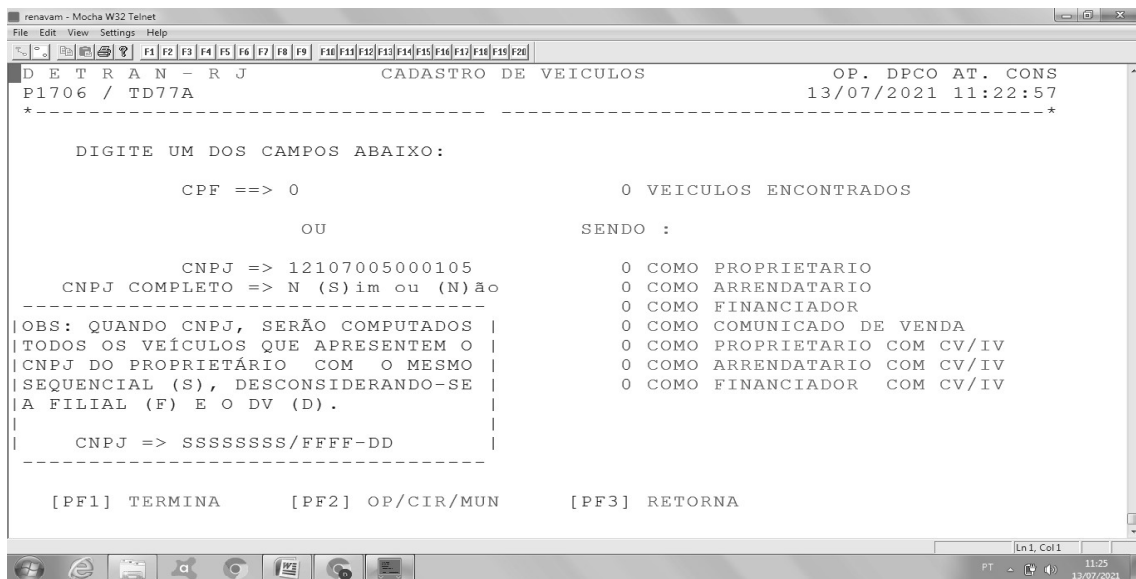 renavam - Mocha W32 Telnet
File Edit View Settings Help
F1 F2 F3 F4 F5 F6 F7 F8 F9 F10 F11 F12 F13 F14 F15 F16 F17 F18 F19 F20
D E T R A N - R J CADASTRO DE VEICULOS OP. DPCO AT. CONS
P1706 / TD77A 13/07/2021 11:22:57
*---------------------------------- -----------------------------------------*
DIGITE UM DOS CAMPOS ABAIXO:
CPF ==> 0 0 VEICULOS ENCONTRADOS
OU SENDO :
CNPJ => 12107005000105 0 COMO PROPRIETARIO
CNPJ COMPLETO => N (S)im ou (N)ão 0 COMO ARRENDATARIO
----------------------------------- 0 COMO FINANCIADOR
|OBS: QUANDO CNPJ, SERÃO COMPUTADOS | 0 COMO COMUNICADO DE VENDA
|TODOS OS VEÍCULOS QUE APRESENTEM O | 0 COMO PROPRIETARIO COM CV/IV
|CNPJ DO PROPRIETÁRIO COM O MESMO | 0 COMO ARRENDATARIO COM CV/IV
|SEQUENCIAL (S), DESCONSIDERANDO-SE | 0 COMO FINANCIADOR COM CV/IV
|A FILIAL (F) E O DV (D). |
| |
| CNPJ => SSSSSSSS/FFFF-DD |
-----------------------------------
[PF1] TERMINA [PF2] OP/CIR/MUN [PF3] RETORNA
Ln 1, Col 1
PT 11:25
13/07/2021